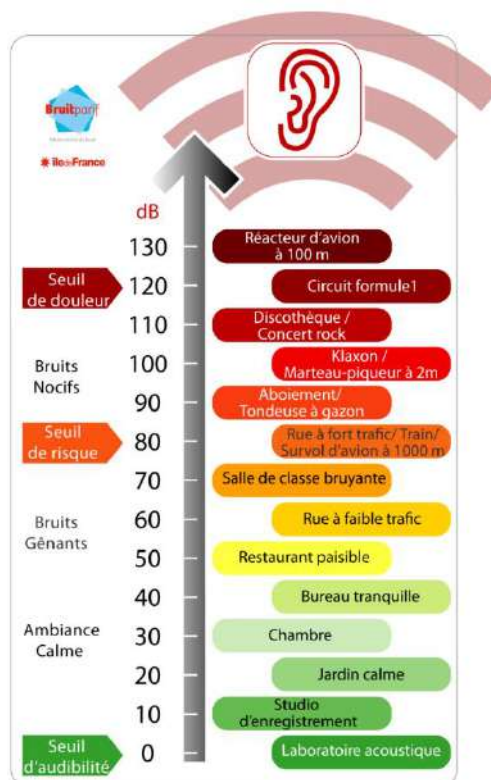 Bruitparif
îledeFrance
dB
130
Réacteur d'avion
à 100 m
Seuil
de douleur
120
Circuit formule1
110
Discothèque /
Concert rock
Bruits
Nocifs
100
Klaxon /
Marteau-piqueur à 2m
90
Aboiement/
Tondeuse à gazon
Seuil
de risque
80
Rue à fort trafic/ Train/
Survol d'avion à 1000 m
70
Salle de classe bruyante
Bruits
Gênants
60
Rue à faible trafic
50
Restaurant paisible
40
Bureau tranquille
Ambiance
Calme
30
Chambre
20
Jardin calme
10
Studio
d'enregistrement
Seuil
d'audibilité
0
Laboratoire acoustique